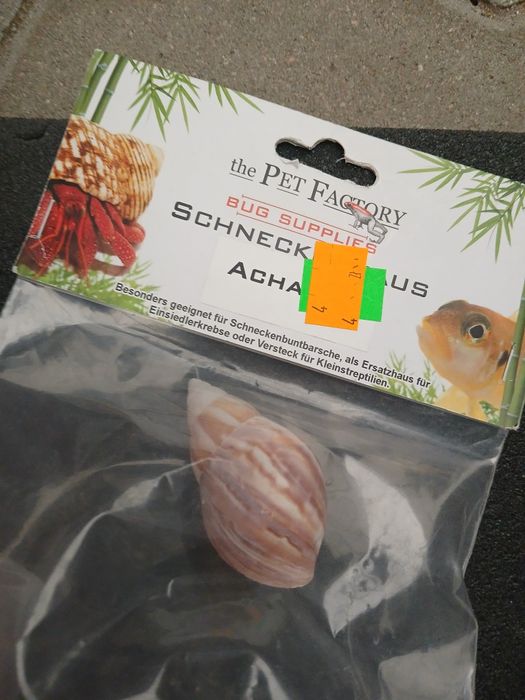 the PET FACTORY
BUG SUPPLIES
SCHNECK AUS
ACHA
Besonders geeignet für Schneckenbuntbarsche, als Ersatzhaus für
Einsiedlerkrebse oder Versteck für Kleinstreptilien.